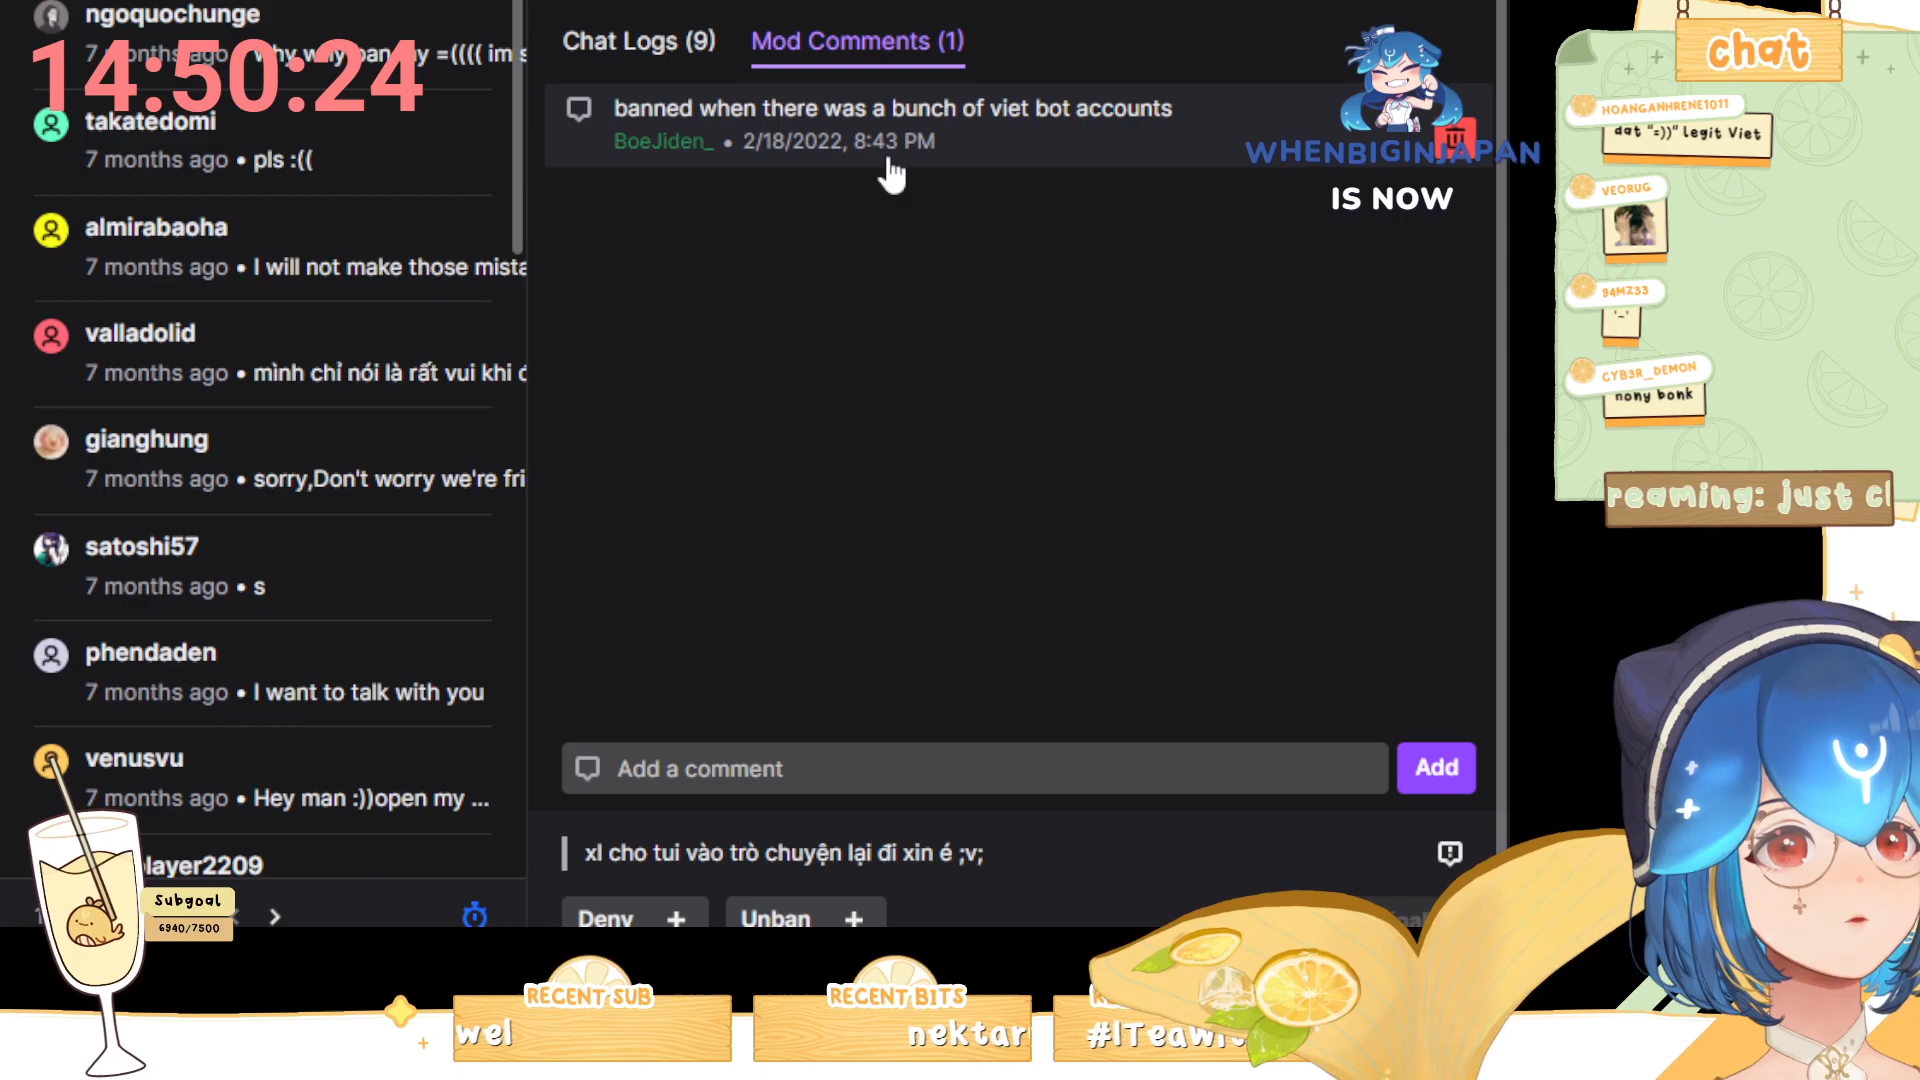 ngoquochunge
14:50:24
takatedomi
7 months ago • pls :((
almirabaoha
7 months ago • I will not make those mista
valladolid
7 months ago • mình chỉ nói là rất vui khi
gianghung
7 months ago • sorry,Don't worry we're fri
satoshi57
7 months ago • s
phendaden
7 months ago • I want to talk with you
venusvu
7 months ago • Hey man :))open my ...
layer2209
Subgoal
6940/7500
Chat Logs (9)
Mod Comments (1)
banned when there was a bunch of viet bot accounts
BoeJiden_ • 2/18/2022, 8:43 PM
WHENBIGINJAPAN
IS NOW
Add a comment
Add
xl cho tui vào trò chuyện lại đi xin é ;v;
Deny +
Unban +
chat
HOANGANHRENE1011
dat "=))" legit Viet
VEORUG
94MZ33
CYB3R_DEMON
hony bonk
reaming: just cl
RECENT SUB
wel
RECENT BITS
nektar
#ITeawi